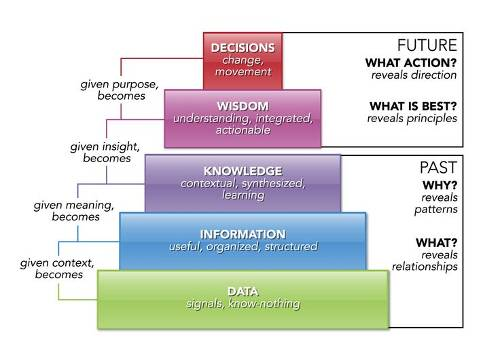 DECISIONS
change,
movement
FUTURE
WHAT ACTION?
reveals direction
given purpose,
becomes
WISDOM
understanding, integrated,
actionable
WHAT IS BEST?
reveals principles
given insight,
becomes
KNOWLEDGE
contextual, synthesized,
learning
PAST
WHY?
reveals
patterns
given meaning,
becomes
INFORMATION
useful, organized, structured
WHAT?
reveals
relationships
given context,
becomes
DATA
signals, know-nothing